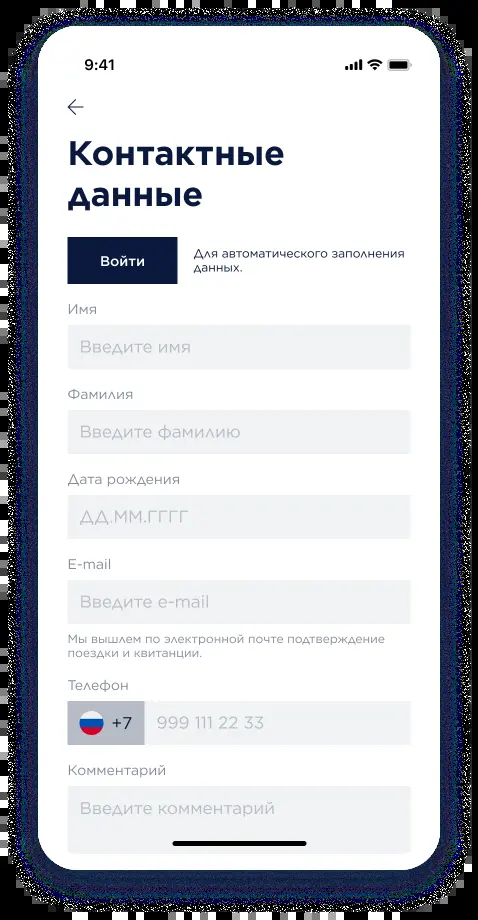 9:41
Контактные
данные
Войти
Для автоматического заполнения
данных.
Имя
Введите имя
Фамилия
Введите фамилию
Дата рождения
ДД.ММ.ГГГГ
E-mail
Введите e-mail
Мы вышлем по электронной почте подтверждение
поездки и квитанции.
Телефон
+7 999 111 22 33
Комментарий
Введите комментарий